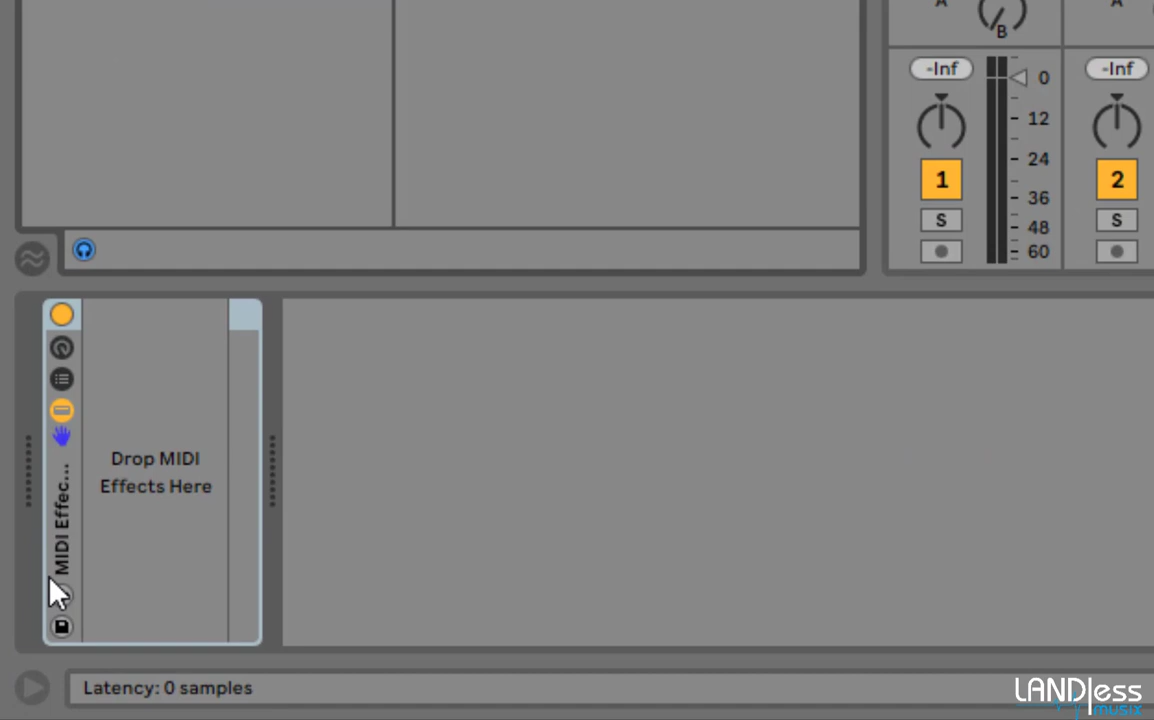 A
A
B
-Inf
-Inf
0
12
24
36
48
60
1
2
S
S
MIDI Effec...
Drop MIDI
Effects Here
Latency: 0 samples
LANDless
musix